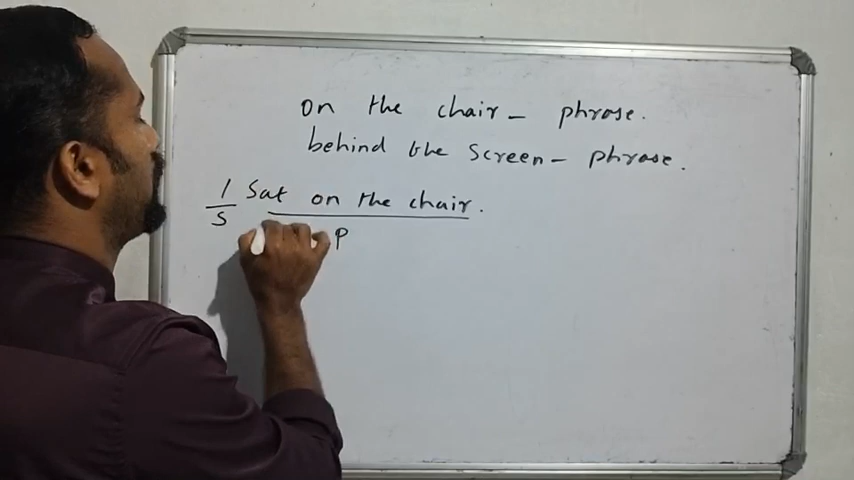 on the chair - phrase.
behind the screen - phrase.
I sat on the chair.
S P